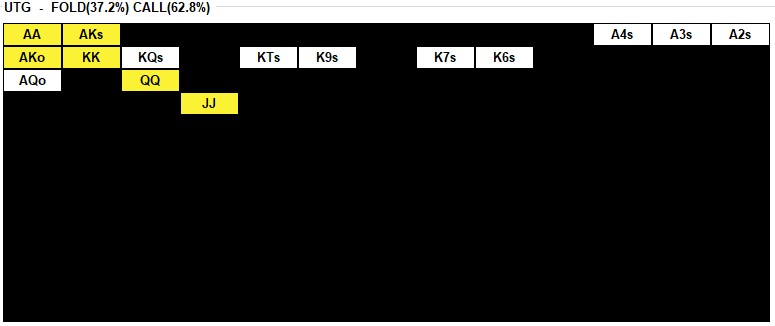 UTG - FOLD(37.2%) CALL(62.8%)
AA AKs A4s A3s A2s
AKo KK KQs KTs K9s K7s K6s
AQo QQ
JJ